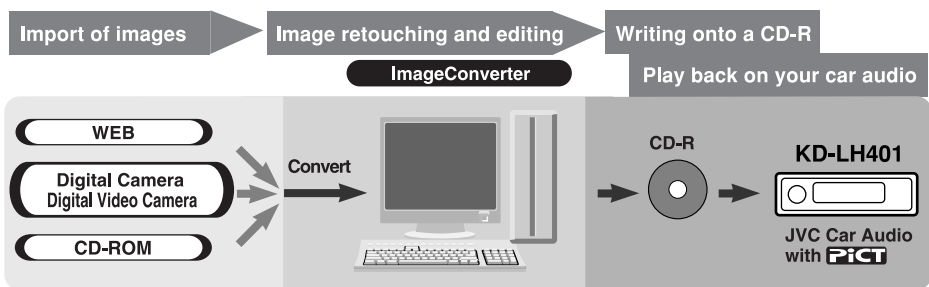 Import of images
Image retouching and editing
Writing onto a CD-R
ImageConverter
Play back on your car audio
WEB
Digital Camera
Digital Video Camera
CD-ROM
Convert
CD-R
KD-LH401
JVC Car Audio
with PiCT